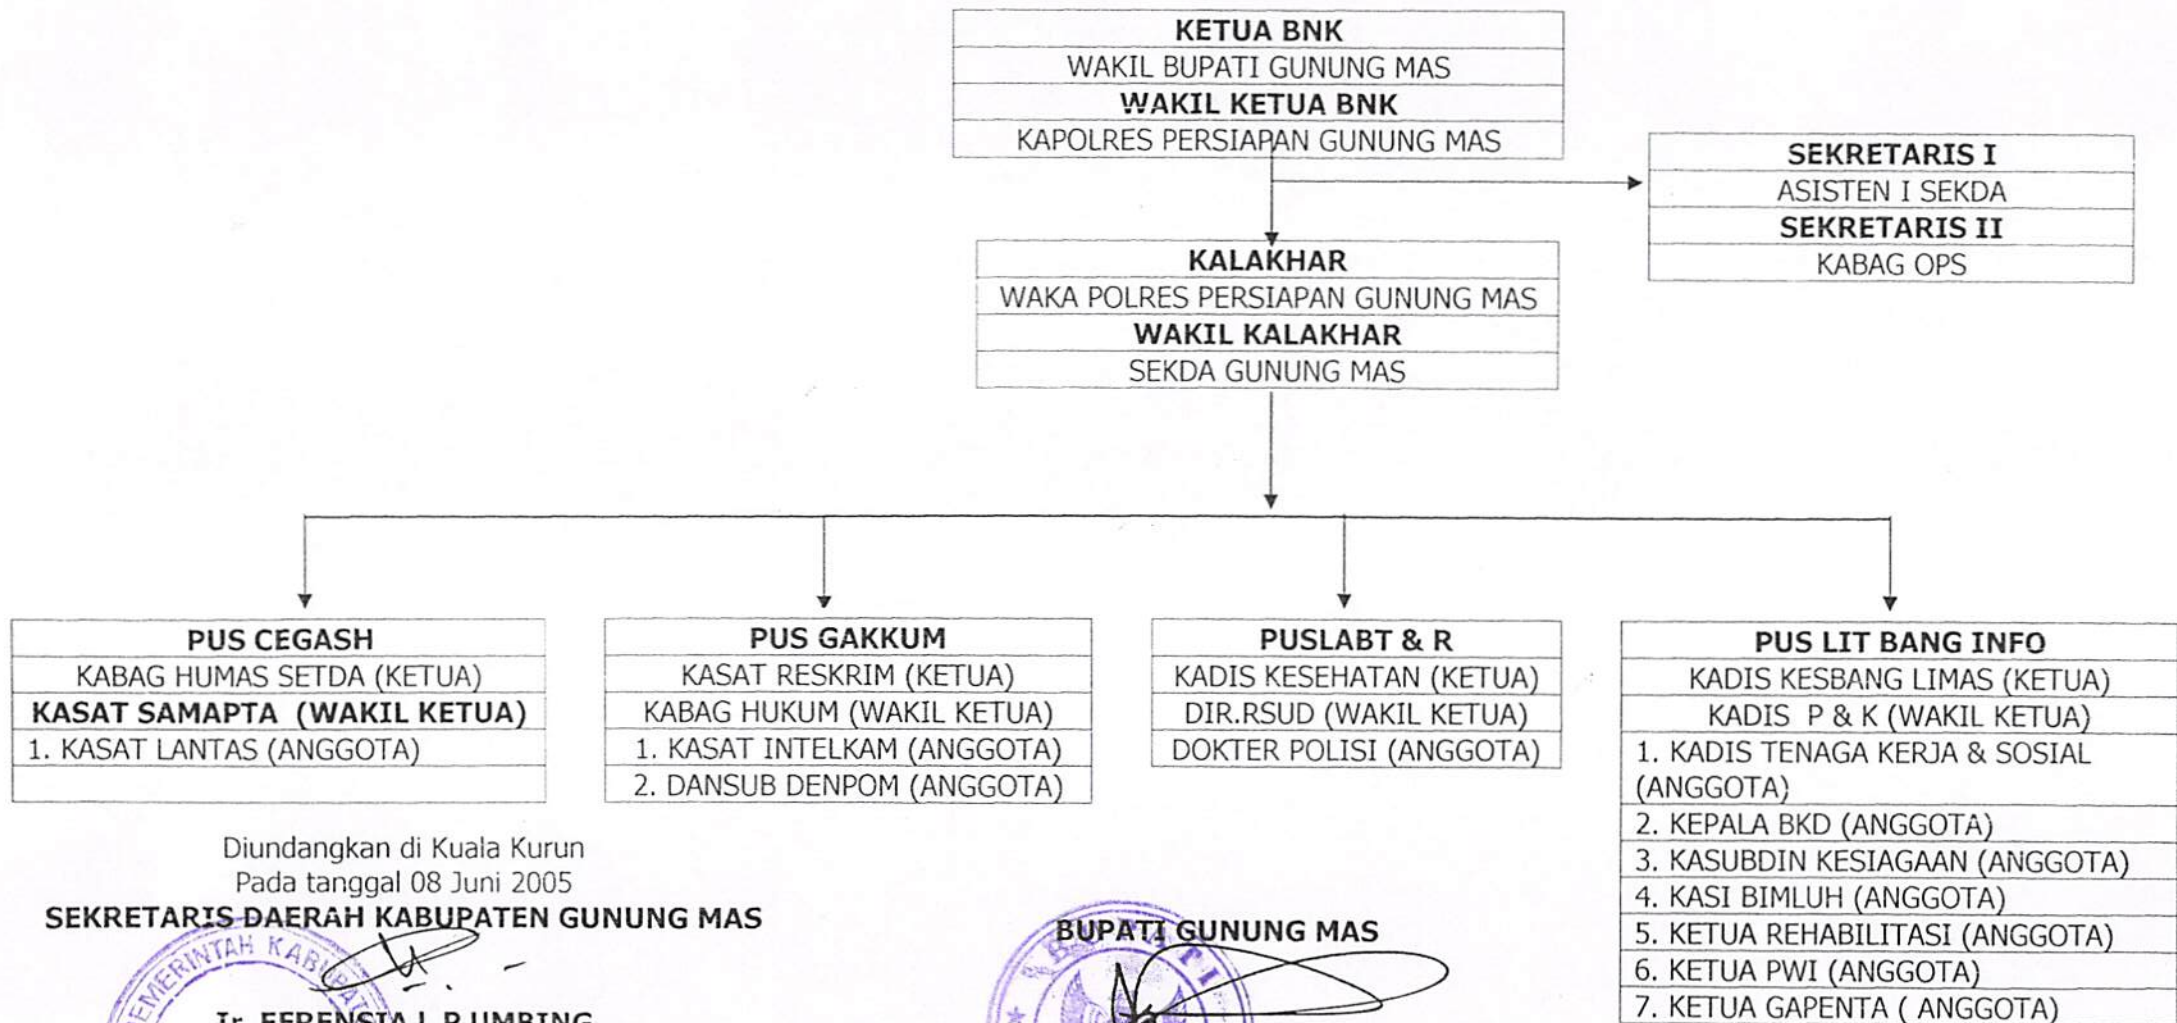 KETUA BNK
WAKIL BUPATI GUNUNG MAS
WAKIL KETUA BNK
KAPOLRES PERSIAPAN GUNUNG MAS
SEKRETARIS I
ASISTEN I SEKDA
SEKRETARIS II
KABAG OPS
KALAKHAR
WAKA POLRES PERSIAPAN GUNUNG MAS
WAKIL KALAKHAR
SEKDA GUNUNG MAS
PUS CEGASH
KABAG HUMAS SETDA (KETUA)
KASAT SAMAPTA (WAKIL KETUA)
1. KASAT LANTAS (ANGGOTA)
PUS GAKKUM
KASAT RESKRIM (KETUA)
KABAG HUKUM (WAKIL KETUA)
1. KASAT INTELKAM (ANGGOTA)
2. DANSUB DENPOM (ANGGOTA)
PUSLABT & R
KADIS KESEHATAN (KETUA)
DIR.RSUD (WAKIL KETUA)
DOKTER POLISI (ANGGOTA)
PUS LIT BANG INFO
KADIS KESBANG LIMAS (KETUA)
KADIS P & K (WAKIL KETUA)
1. KADIS TENAGA KERJA & SOSIAL
(ANGGOTA)
2. KEPALA BKD (ANGGOTA)
3. KASUBDIN KESIAGAAN (ANGGOTA)
4. KASI BIMLUH (ANGGOTA)
5. KETUA REHABILITASI (ANGGOTA)
6. KETUA PWI (ANGGOTA)
7. KETUA GAPENTA ( ANGGOTA)
Diundangkan di Kuala Kurun
Pada tanggal 08 Juni 2005
SEKRETARIS DAERAH KABUPATEN GUNUNG MAS
Ir. EFRENSIA L.P UMBING
BUPATI GUNUNG MAS
BUPATI